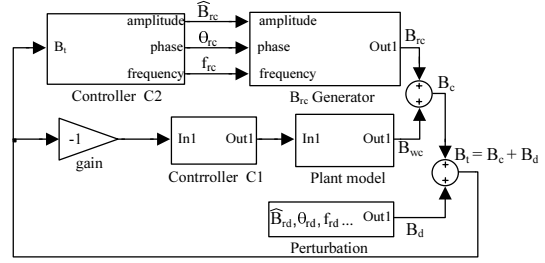 amplitude B̂rc amplitude
Bt phase θrc phase Out1 Brc
frequency frc frequency
Controller C2 Brc Generator Bc
-1 In1 Out1 In1 Out1
gain Contrroller C1 Plant model Bwc Bt = Bc + Bd
B̂rd, θrd, frd ... Out1
Perturbation Bd
+
+
+
+